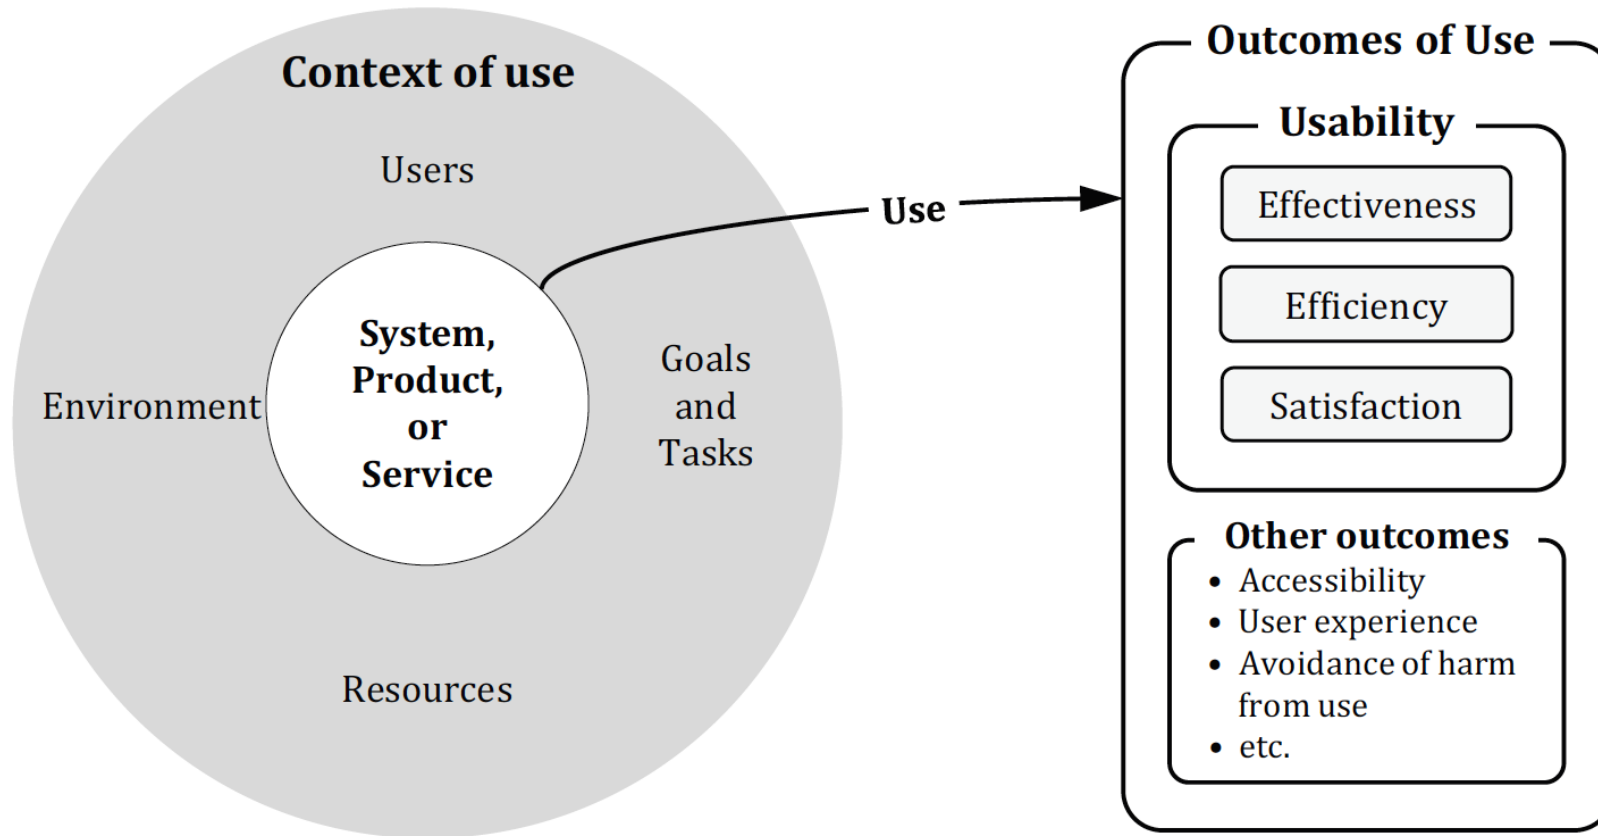 Context of use
Users
Environment
System,
Product,
or
Service
Goals
and
Tasks
Resources
Use
Outcomes of Use
Usability
Effectiveness
Efficiency
Satisfaction
Other outcomes
• Accessibility
• User experience
• Avoidance of harm
from use
• etc.